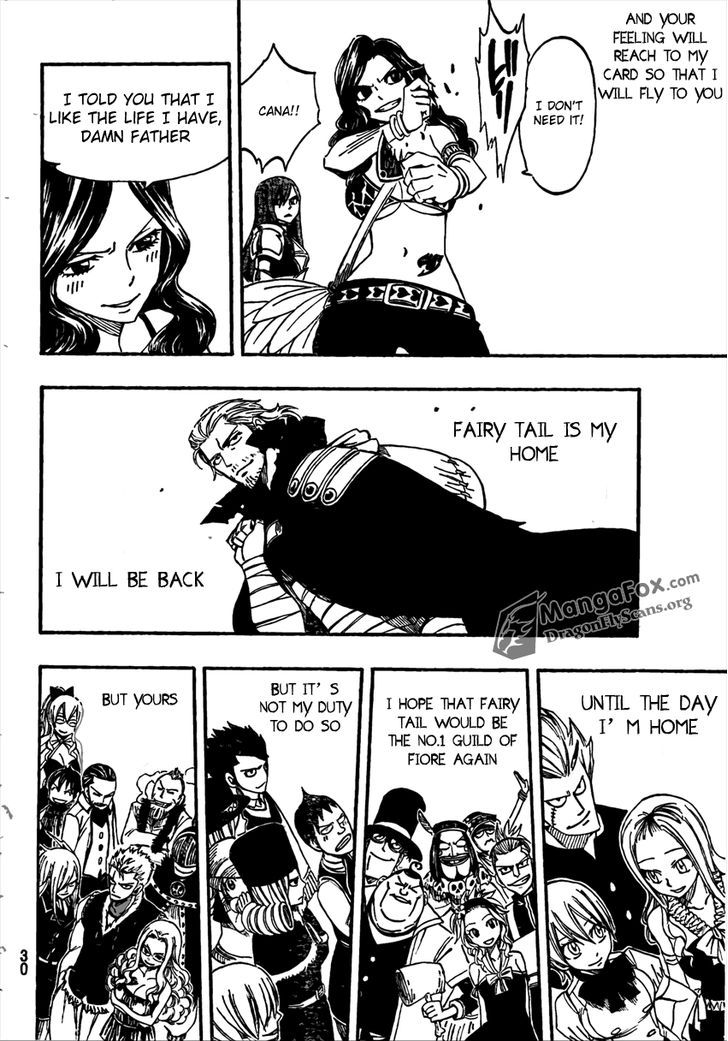 AND YOUR
FEELING WILL
REACH TO MY
CARD SO THAT I
WILL FLY TO YOU
I DON'T
NEED IT!
CANA!!
I TOLD YOU THAT I
LIKE THE LIFE I HAVE,
DAMN FATHER
FAIRY TAIL IS MY
HOME
I WILL BE BACK
MangaFox.com
DragonFlyScans.org
UNTIL THE DAY
I'M HOME
I HOPE THAT FAIRY
TAIL WOULD BE
THE NO.1 GUILD OF
FIORE AGAIN
BUT IT'S
NOT MY DUTY
TO DO SO
BUT YOURS
30